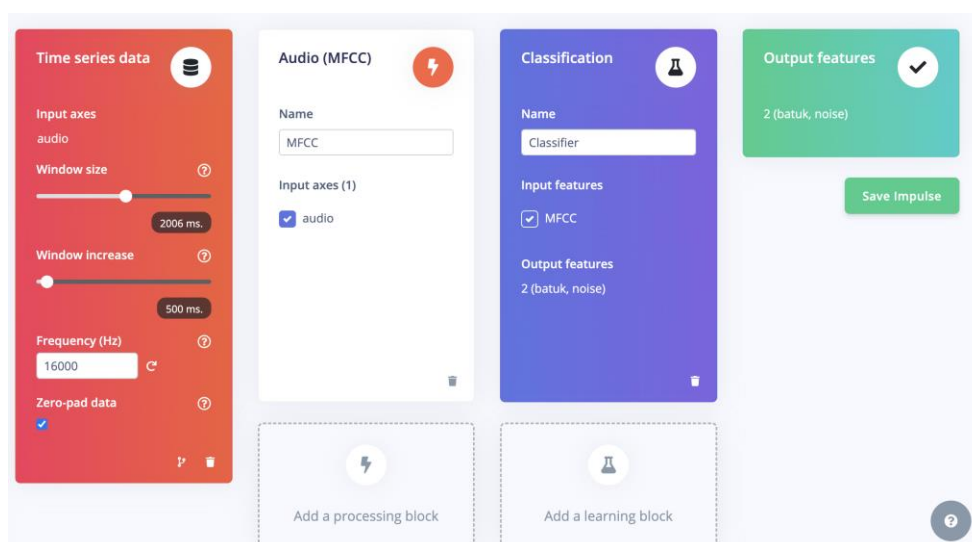 Time series data
Input axes
audio
Window size
2006 ms.
Window increase
500 ms.
Frequency (Hz)
16000
Zero-pad data
Audio (MFCC)
Name
MFCC
Input axes (1)
audio
Add a processing block
Classification
Name
Classifier
Input features
MFCC
Output features
2 (batuk, noise)
Add a learning block
Output features
2 (batuk, noise)
Save Impulse